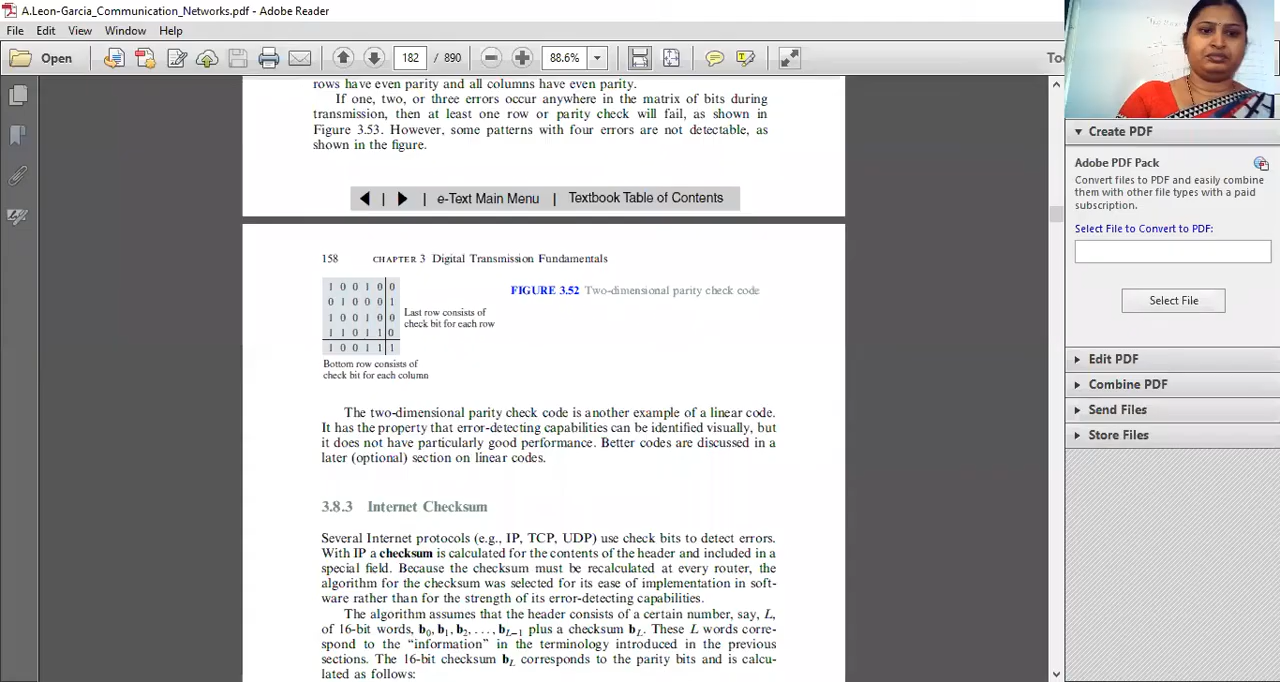 A.Leon-Garcia_Communication_Networks.pdf - Adobe Reader
File Edit View Window Help
Open 182 / 890 88.6%
rows have even parity and all columns have even parity.
If one, two, or three errors occur anywhere in the matrix of bits during
transmission, then at least one row or parity check will fail, as shown in
Figure 3.53. However, some patterns with four errors are not detectable, as
shown in the figure.
| e-Text Main Menu | Textbook Table of Contents
158 CHAPTER 3 Digital Transmission Fundamentals
1 0 0 1 0 0
0 1 0 0 0 1
1 0 0 1 0 0
1 1 0 1 1 0
1 0 0 1 1 1
Last row consists of
check bit for each row
Bottom row consists of
check bit for each column
FIGURE 3.52 Two-dimensional parity check code
The two-dimensional parity check code is another example of a linear code.
It has the property that error-detecting capabilities can be identified visually, but
it does not have particularly good performance. Better codes are discussed in a
later (optional) section on linear codes.
3.8.3 Internet Checksum
Several Internet protocols (e.g., IP, TCP, UDP) use check bits to detect errors.
With IP a checksum is calculated for the contents of the header and included in a
special field. Because the checksum must be recalculated at every router, the
algorithm for the checksum was selected for its ease of implementation in soft-
ware rather than for the strength of its error-detecting capabilities.
The algorithm assumes that the header consists of a certain number, say, L,
of 16-bit words, b0, b1, b2, ..., bL−1 plus a checksum bL. These L words corre-
spond to the “information” in the terminology introduced in the previous
sections. The 16-bit checksum bL corresponds to the parity bits and is calcu-
lated as follows:
Create PDF
Adobe PDF Pack
Convert files to PDF and easily combine
them with other file types with a paid
subscription.
Select File to Convert to PDF:
Select File
Edit PDF
Combine PDF
Send Files
Store Files